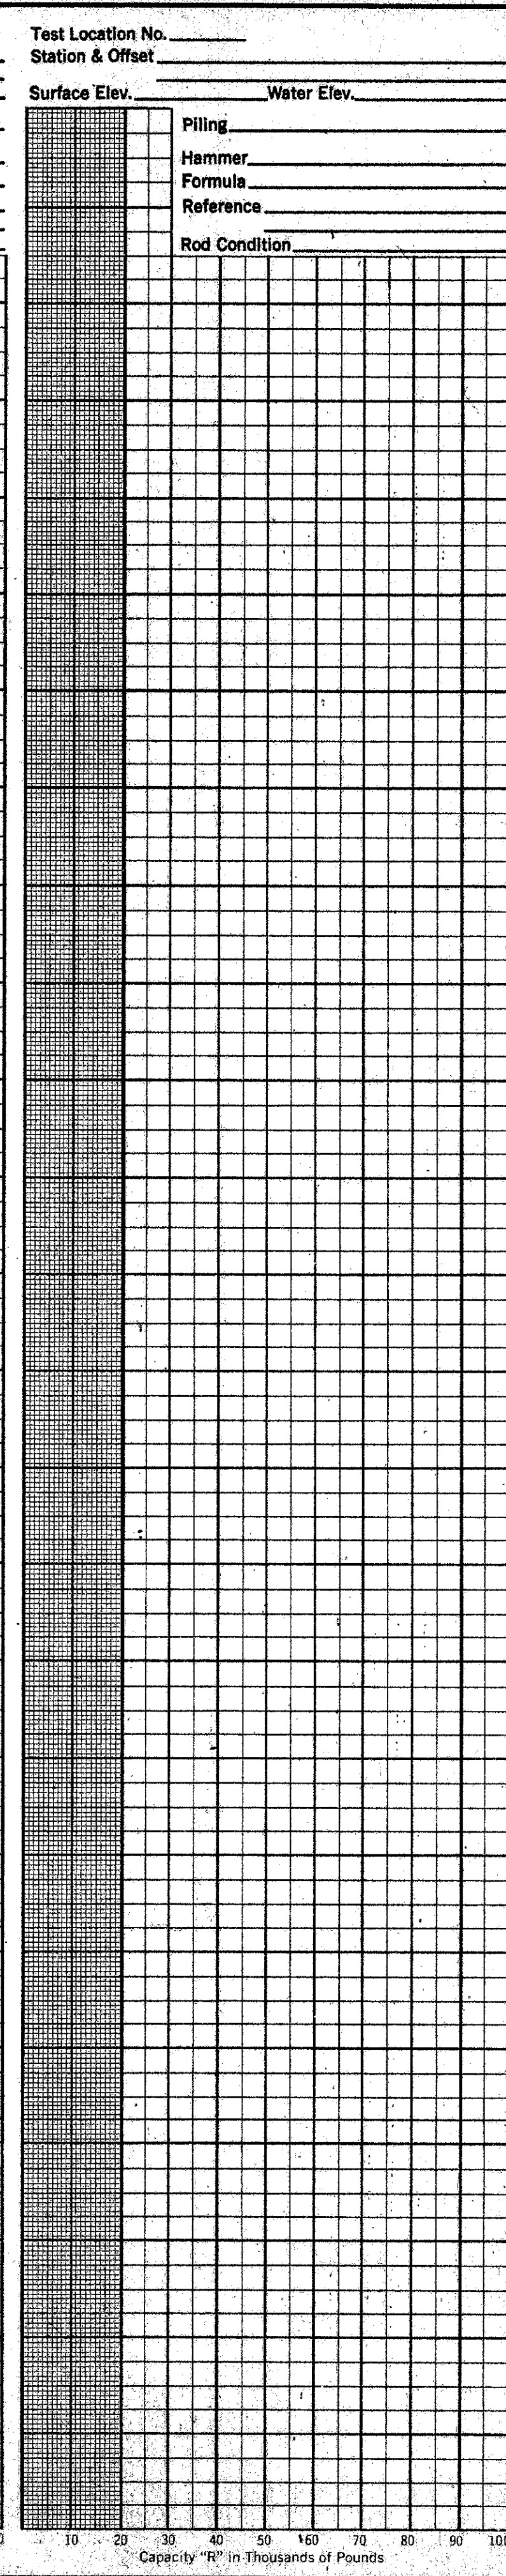 Test Location No.
Station & Offset
Surface Elev. Water Elev.
Piling
Hammer
Formula
Reference
Rod Condition
10 20 30 40 50 60 70 80 90 100
Capacity "R" in Thousands of Pounds